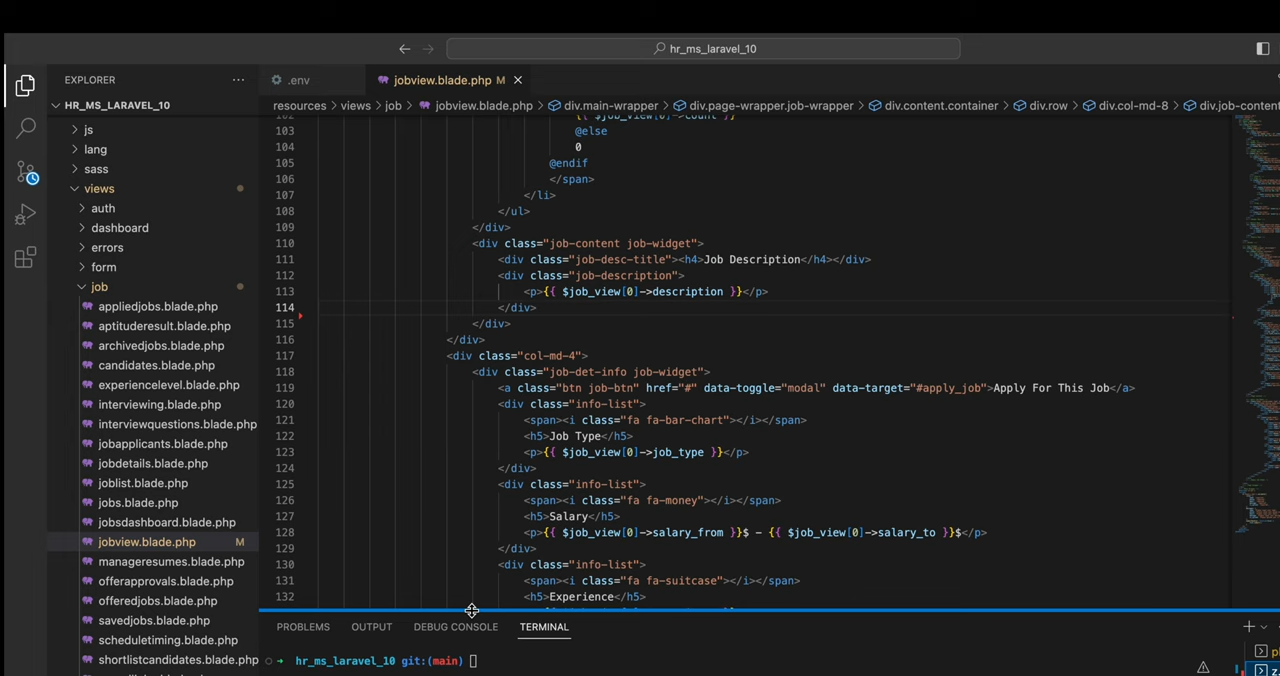 hr_ms_laravel_10
EXPLORER
.env
jobview.blade.php M
HR_MS_LARAVEL_10
resources > views > job > jobview.blade.php > div.main-wrapper > div.page-wrapper.job-wrapper > div.content.container > div.row > div.col-md-8 > div.job-content
js
lang
sass
views
auth
dashboard
errors
form
job
appliedjobs.blade.php
aptituderesult.blade.php
archivedjobs.blade.php
candidates.blade.php
experiencelevel.blade.php
interviewing.blade.php
interviewquestions.blade.php
jobapplicants.blade.php
jobdetails.blade.php
joblist.blade.php
jobs.blade.php
jobsdashboard.blade.php
jobview.blade.php M
manageresumes.blade.php
offerapprovals.blade.php
offeredjobs.blade.php
savedjobs.blade.php
scheduletiming.blade.php
shortlistcandidates.blade.php
102 {{ $job_view[0]->count }}
103 @else
104 0
105 @endif
106 </span>
107 </li>
108 </ul>
109 </div>
110 <div class="job-content job-widget">
111 <div class="job-desc-title"><h4>Job Description</h4></div>
112 <div class="job-description">
113 <p>{{ $job_view[0]->description }}</p>
114 </div>
115 </div>
116 </div>
117 <div class="col-md-4">
118 <div class="job-det-info job-widget">
119 <a class="btn job-btn" href="#" data-toggle="modal" data-target="#apply_job">Apply For This Job</a>
120 <div class="info-list">
121 <span><i class="fa fa-bar-chart"></i></span>
122 <h5>Job Type</h5>
123 <p>{{ $job_view[0]->job_type }}</p>
124 </div>
125 <div class="info-list">
126 <span><i class="fa fa-money"></i></span>
127 <h5>Salary</h5>
128 <p>{{ $job_view[0]->salary_from }}$ - {{ $job_view[0]->salary_to }}$</p>
129 </div>
130 <div class="info-list">
131 <span><i class="fa fa-suitcase"></i></span>
132 <h5>Experience</h5>
PROBLEMS OUTPUT DEBUG CONSOLE TERMINAL
hr_ms_laravel_10 git:(main)